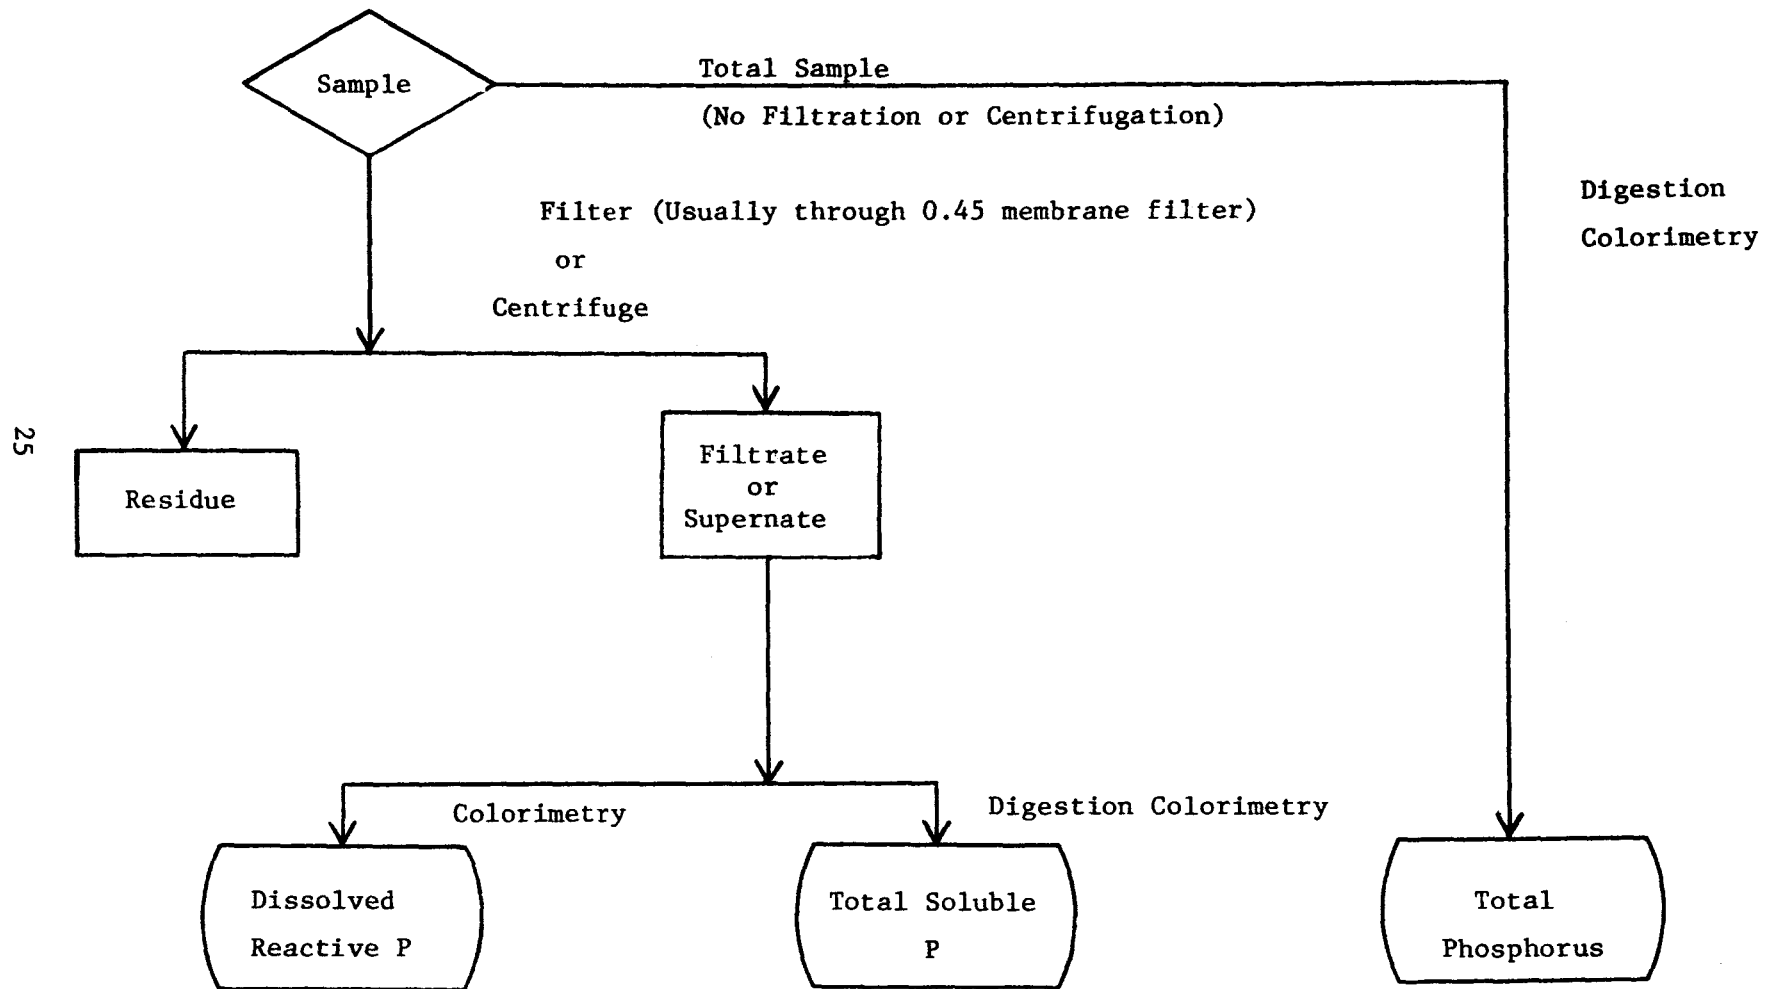 Sample
Total Sample
(No Filtration or Centrifugation)
Digestion
Colorimetry
Filter (Usually through 0.45 membrane filter)
or
Centrifuge
25
Residue
Filtrate
or
Supernate
Colorimetry
Digestion Colorimetry
Dissolved
Reactive P
Total Soluble
P
Total
Phosphorus